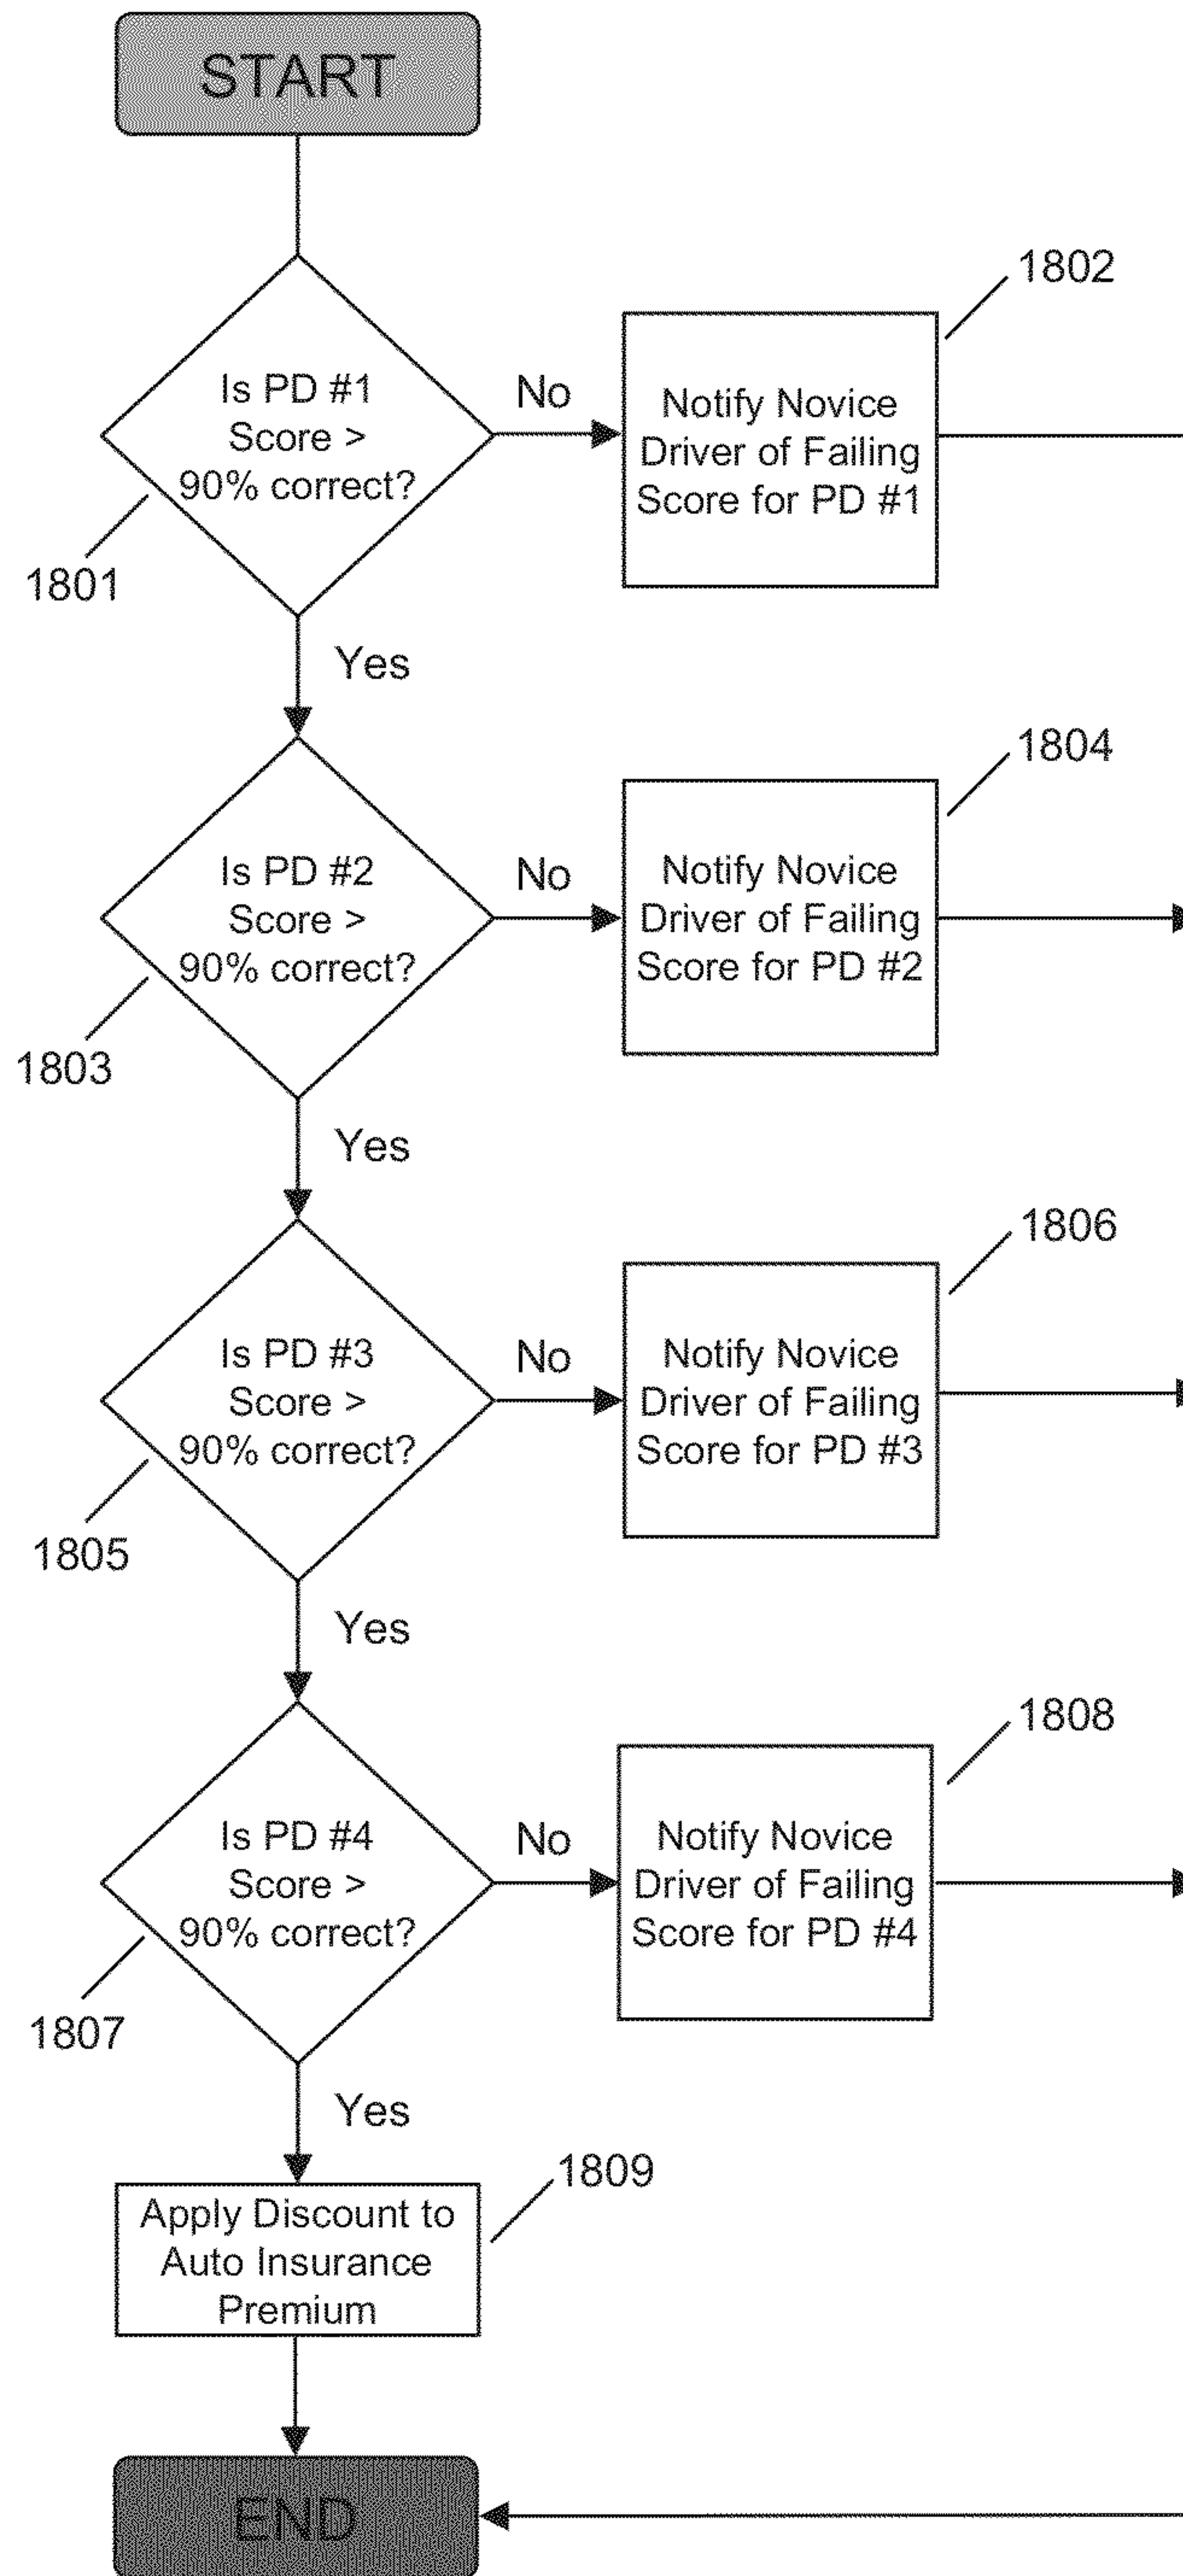 START
1802
Is PD #1
Score >
90% correct?
No
Notify Novice
Driver of Failing
Score for PD #1
1801
Yes
1804
Is PD #2
Score >
90% correct?
No
Notify Novice
Driver of Failing
Score for PD #2
1803
Yes
1806
Is PD #3
Score >
90% correct?
No
Notify Novice
Driver of Failing
Score for PD #3
1805
Yes
1808
Is PD #4
Score >
90% correct?
No
Notify Novice
Driver of Failing
Score for PD #4
1807
Yes
1809
Apply Discount to
Auto Insurance
Premium
END